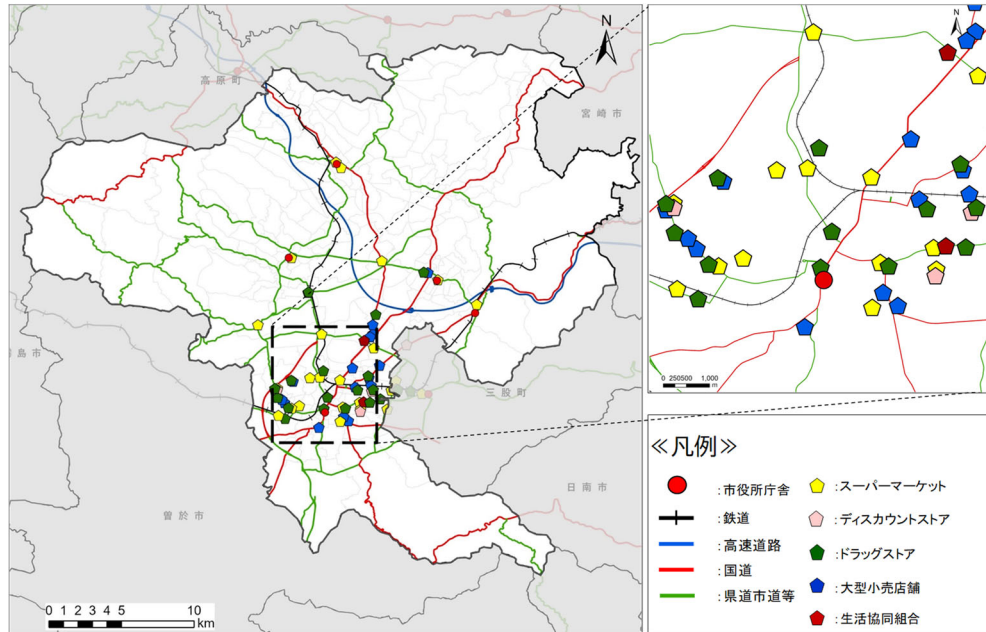 高原町
宮崎市
N
島市
三股町
日南市
曽於市
0 1 2 3 4 5 10
km
N
0 250500 1,000
m
≪凡例≫
:市役所庁舎
:鉄道
:高速道路
:国道
:県道市道等
:スーパーマーケット
:ディスカウントストア
:ドラッグストア
:大型小売店舗
:生活協同組合